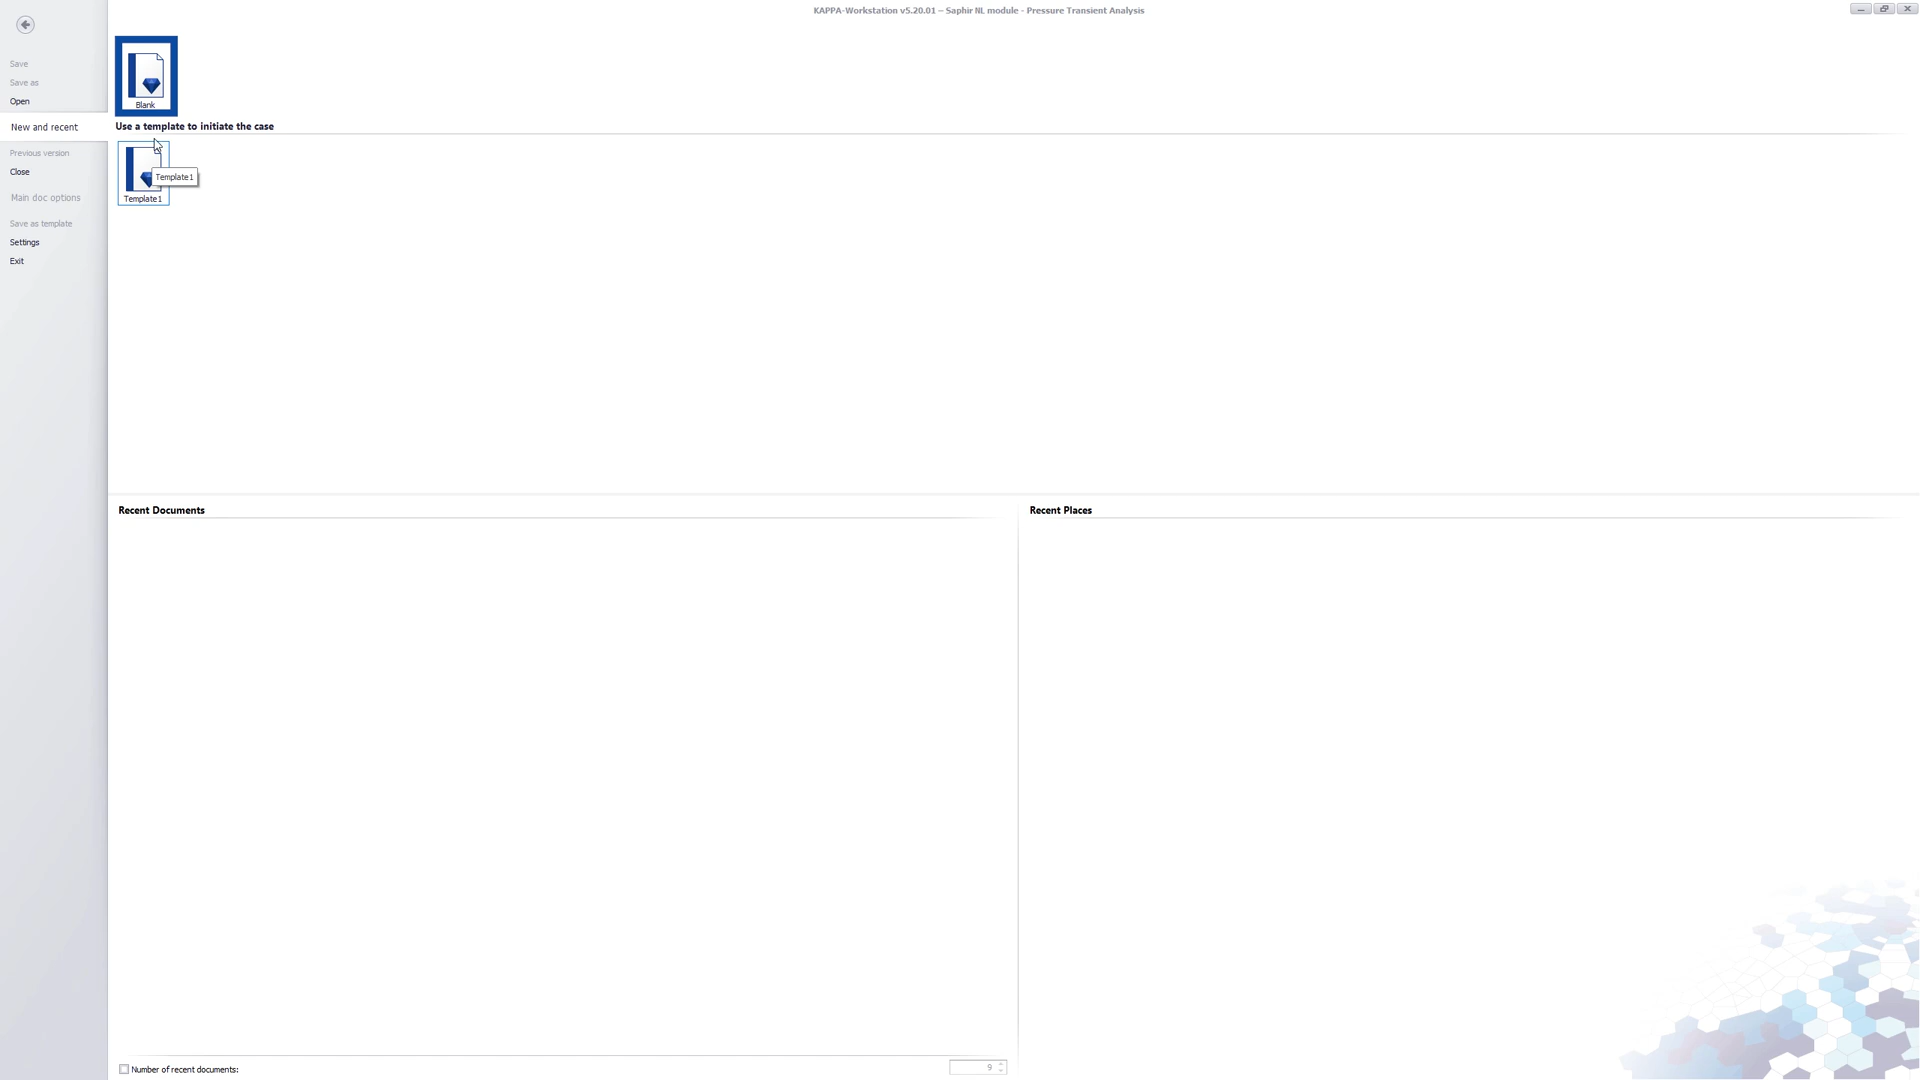 KAPPA-Workstation v5.20.01 – Saphir NL module - Pressure Transient Analysis
Save
Save as
Open
New and recent
Previous version
Close
Main doc options
Save as template
Settings
Exit
Blank
Use a template to initiate the case
Template1
Template1
Recent Documents
Recent Places
Number of recent documents:
9